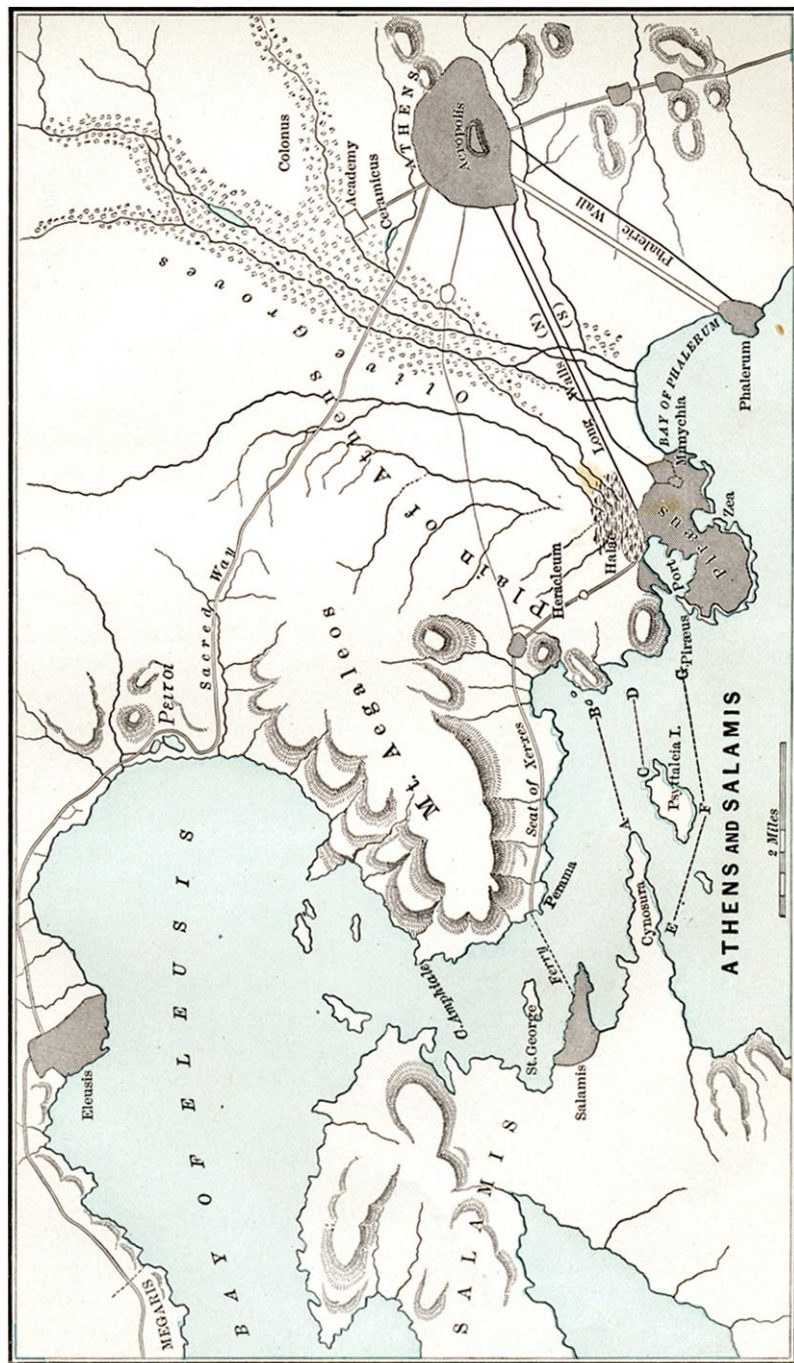 ATHENS AND SALAMIS
2 Miles
MEGARIS
Eleusis
BAY OF ELEUSIS
Ρειτοί
Sacred Way
Mt. Aegaleos
Plain of Athens
Olive Groves
Colonus
Academy
Ceramicus
ATHENS
Acropolis
Long Walls (N)
(S)
Phaleric Wall
Phalerum
BAY OF PHALERUM
Munychia
Zea
Piræus
Port
Halae
Heracleum
Seat of Xerxes
Ferry
C. Amphiale
St. George
Salamis
SALAMIS
Cynosura
Psyttaleia I.
G. Piræus
A
B
C
D
E
F